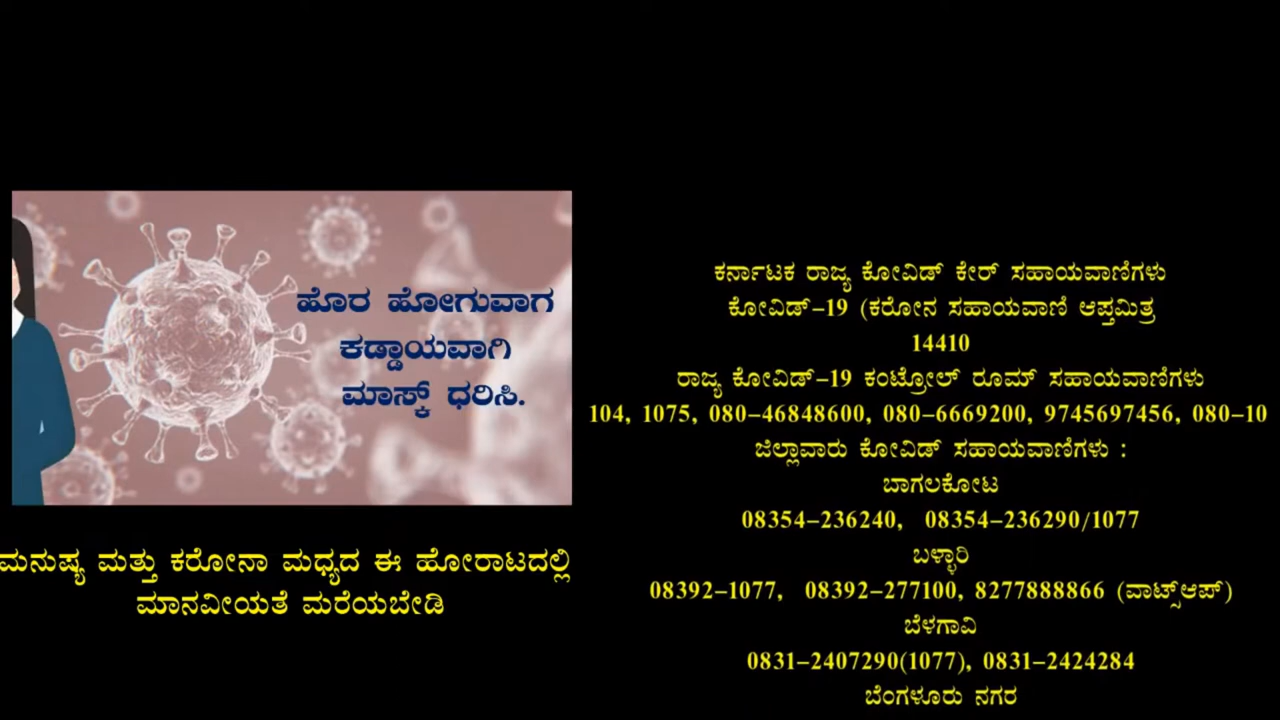 ಹೊರ ಹೋಗುವಾಗ
ಕಡ್ಡಾಯವಾಗಿ
ಮಾಸ್ಕ್ ಧರಿಸಿ.
ಮನುಷ್ಯ ಮತ್ತು ಕರೋನಾ ಮಧ್ಯದ ಈ ಹೋರಾಟದಲ್ಲಿ
ಮಾನವೀಯತೆ ಮರೆಯಬೇಡಿ
ಕರ್ನಾಟಕ ರಾಜ್ಯ ಕೋವಿಡ್ ಕೇರ್ ಸಹಾಯವಾಣಿಗಳು
ಕೋವಿಡ್-19 (ಕರೋನ ಸಹಾಯವಾಣಿ ಆಪ್ತಮಿತ್ರ
14410
ರಾಜ್ಯ ಕೋವಿಡ್-19 ಕಂಟ್ರೋಲ್ ರೂಮ್ ಸಹಾಯವಾಣಿಗಳು
104, 1075, 080-46848600, 080-6669200, 9745697456, 080-10
ಜಿಲ್ಲಾವಾರು ಕೋವಿಡ್ ಸಹಾಯವಾಣಿಗಳು :
ಬಾಗಲಕೋಟ
08354-236240, 08354-236290/1077
ಬಳ್ಳಾರಿ
08392-1077, 08392-277100, 8277888866 (ವಾಟ್ಸ್ಆಪ್)
ಬೆಳಗಾವಿ
0831-2407290(1077), 0831-2424284
ಬೆಂಗಳೂರು ನಗರ